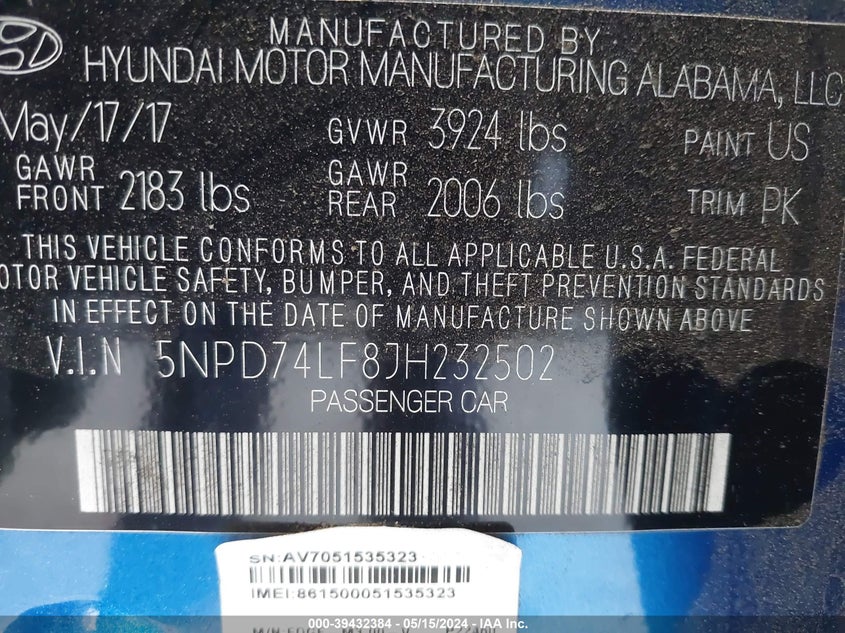 MANUFACTURED BY
HYUNDAI MOTOR MANUFACTURING ALABAMA, LLC
May/17/17 GVWR 3924 lbs PAINT US
GAWR FRONT 2183 lbs GAWR REAR 2006 lbs TRIM PK
THIS VEHICLE CONFORMS TO ALL APPLICABLE U.S.A. FEDERAL
OTOR VEHICLE SAFETY, BUMPER, AND THEFT PREVENTION STANDARDS
IN EFFECT ON THE DATE OF MANUFACTURE SHOWN ABOVE
V.I.N 5NPD74LF8JH232502
PASSENGER CAR
SN:AV7051535323
IMEI:861500051535323
000-39432384 - 05/15/2024 - IAA Inc.